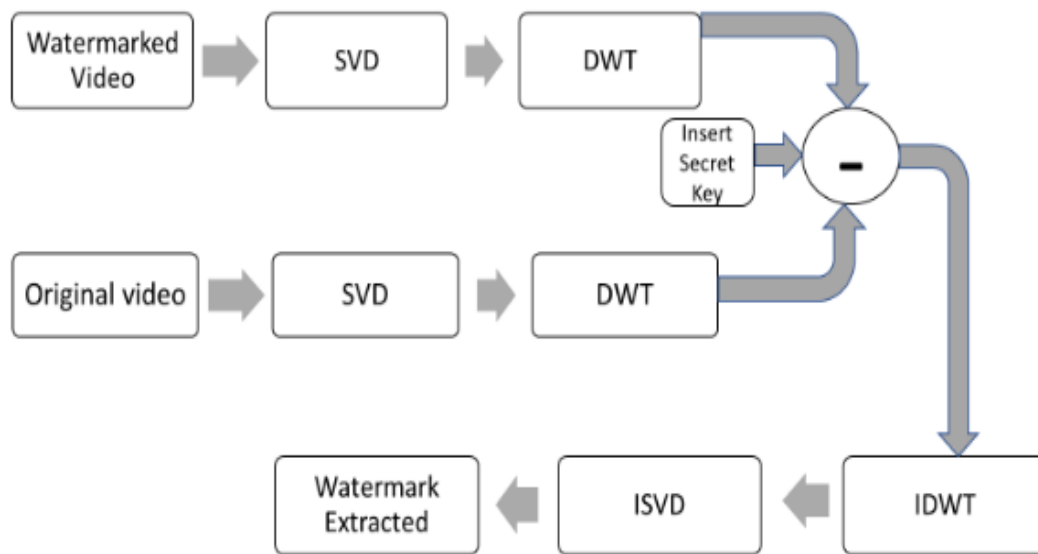 Watermarked
Video
SVD
DWT
Insert
Secret
Key
-
Original video
SVD
DWT
Watermark
Extracted
ISVD
IDWT